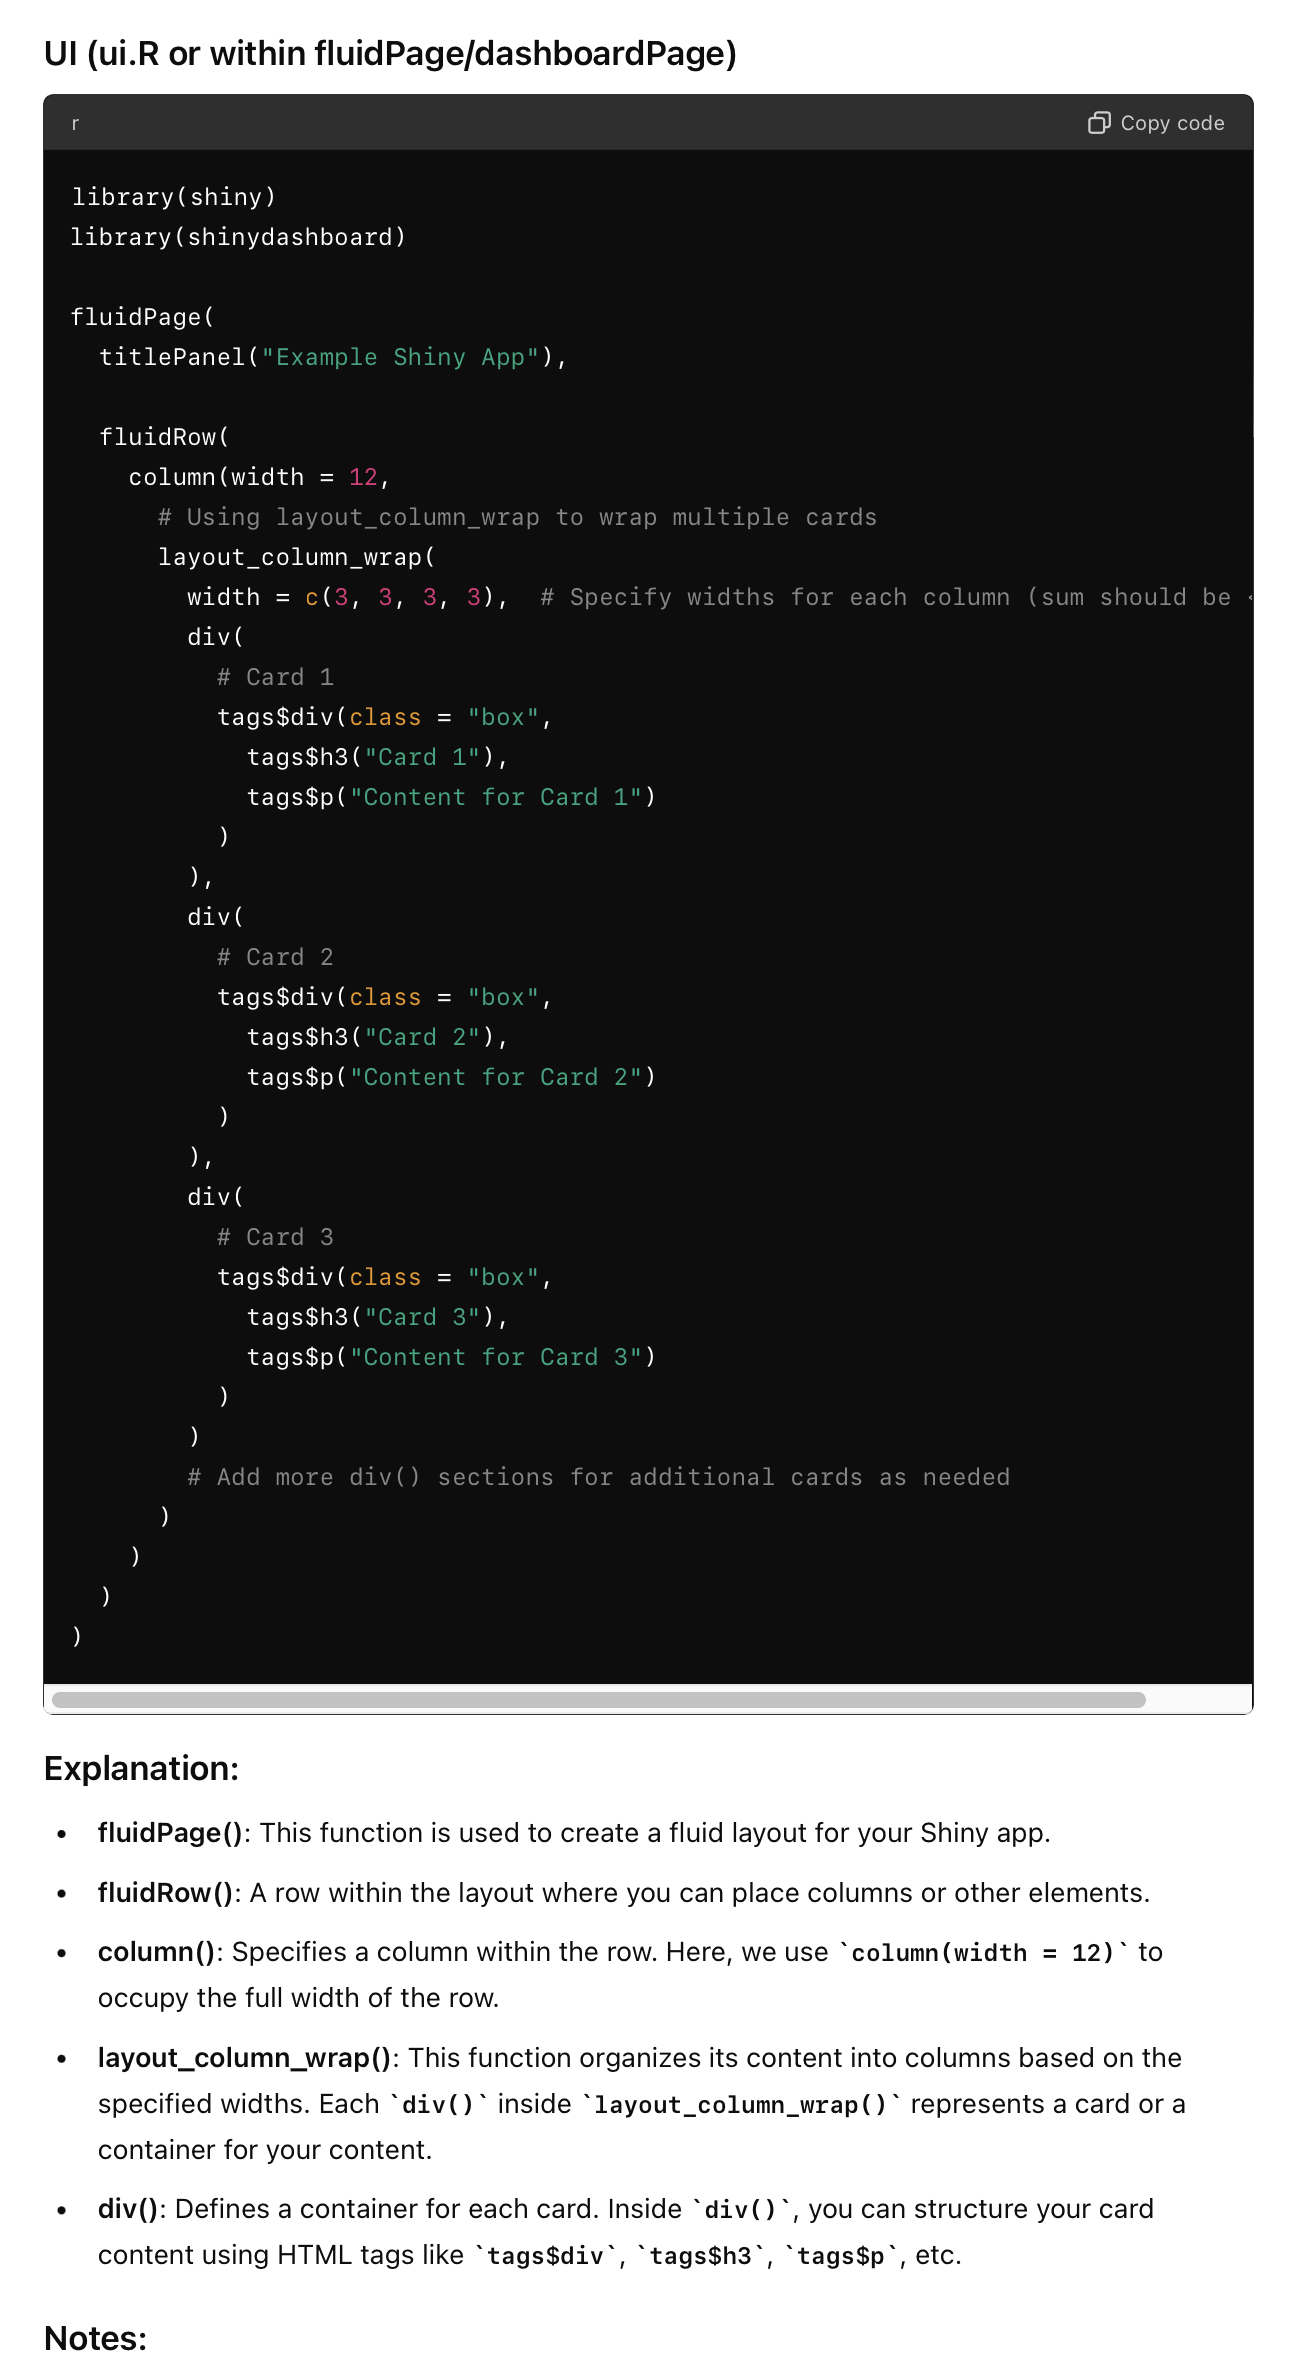 UI (ui.R or within fluidPage/dashboardPage)
r
Copy code
library(shiny)
library(shinydashboard)
fluidPage(
  titlePanel("Example Shiny App"),
  fluidRow(
    column(width = 12,
      # Using layout_column_wrap to wrap multiple cards
      layout_column_wrap(
        width = c(3, 3, 3, 3),  # Specify widths for each column (sum should be
        div(
          # Card 1
          tags$div(class = "box",
            tags$h3("Card 1"),
            tags$p("Content for Card 1")
          )
        ),
        div(
          # Card 2
          tags$div(class = "box",
            tags$h3("Card 2"),
            tags$p("Content for Card 2")
          )
        ),
        div(
          # Card 3
          tags$div(class = "box",
            tags$h3("Card 3"),
            tags$p("Content for Card 3")
          )
        )
        # Add more div() sections for additional cards as needed
      )
    )
  )
)
Explanation:
• fluidPage(): This function is used to create a fluid layout for your Shiny app.
• fluidRow(): A row within the layout where you can place columns or other elements.
• column(): Specifies a column within the row. Here, we use `column(width = 12)` to
occupy the full width of the row.
• layout_column_wrap(): This function organizes its content into columns based on the
specified widths. Each `div()` inside `layout_column_wrap()` represents a card or a
container for your content.
• div(): Defines a container for each card. Inside `div()`, you can structure your card
content using HTML tags like `tags$div`, `tags$h3`, `tags$p`, etc.
Notes: